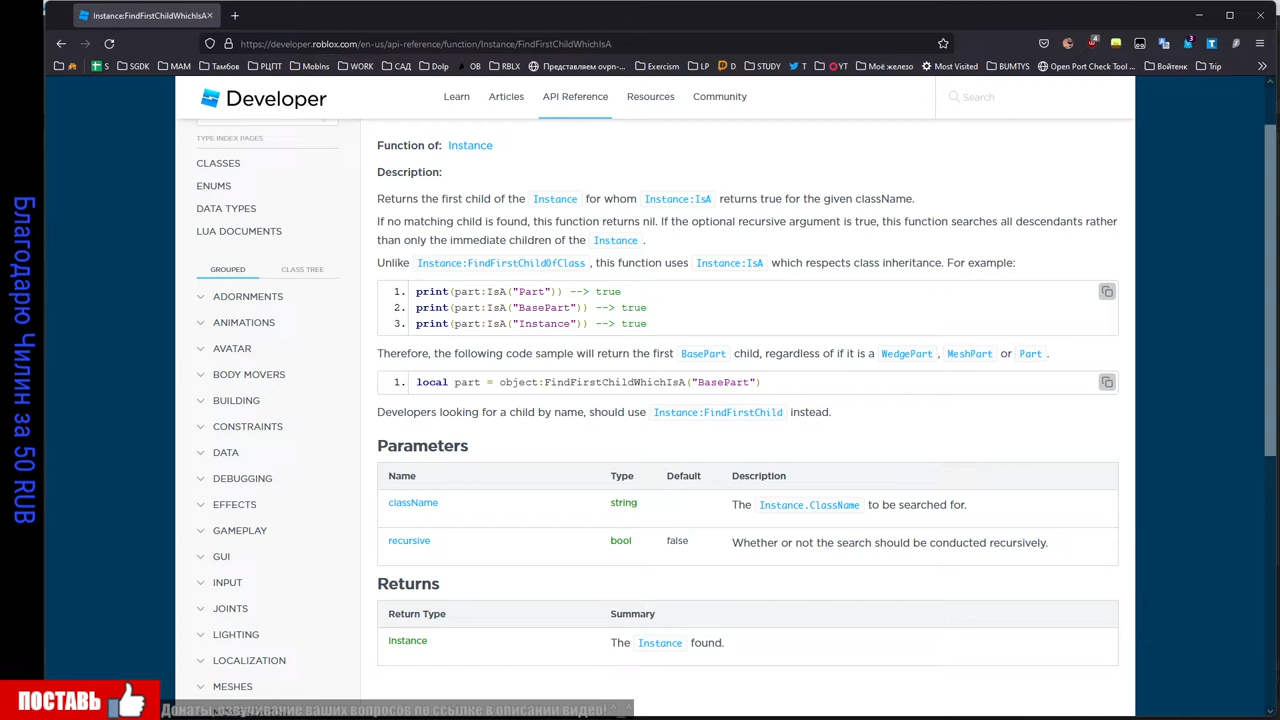 Instance:FindFirstChildWhichIsA
https://developer.roblox.com/en-us/api-reference/function/Instance/FindFirstChildWhichIsA
S SGDK MAM Тамбов РЦПТ Mobins WORK САД Dolp OB RBLX Представляем ovpn-... Exercism LP D STUDY T YT Моё железо Most Visited BUMTYS Open Port Check Tool ... Войтенк Trip
Developer
Learn Articles API Reference Resources Community Search
TYPE INDEX PAGES
CLASSES
ENUMS
DATA TYPES
LUA DOCUMENTS
GROUPED CLASS TREE
ADORNMENTS
ANIMATIONS
AVATAR
BODY MOVERS
BUILDING
CONSTRAINTS
DATA
DEBUGGING
EFFECTS
GAMEPLAY
GUI
INPUT
JOINTS
LIGHTING
LOCALIZATION
MESHES
Function of: Instance
Description:
Returns the first child of the Instance for whom Instance:IsA returns true for the given className.
If no matching child is found, this function returns nil. If the optional recursive argument is true, this function searches all descendants rather
than only the immediate children of the Instance .
Unlike Instance:FindFirstChildOfClass , this function uses Instance:IsA which respects class inheritance. For example:
1. print(part:IsA("Part")) --> true
2. print(part:IsA("BasePart")) --> true
3. print(part:IsA("Instance")) --> true
Therefore, the following code sample will return the first BasePart child, regardless of if it is a WedgePart , MeshPart or Part .
1. local part = object:FindFirstChildWhichIsA("BasePart")
Developers looking for a child by name, should use Instance:FindFirstChild instead.
Parameters
Name Type Default Description
className string The Instance.ClassName to be searched for.
recursive bool false Whether or not the search should be conducted recursively.
Returns
Return Type Summary
Instance The Instance found.
Благодарю Чилин за 50 RUB
ПОСТАВЬ
Донаты, озвучивание ваших вопросов по ссылке в описании видео! ^_^